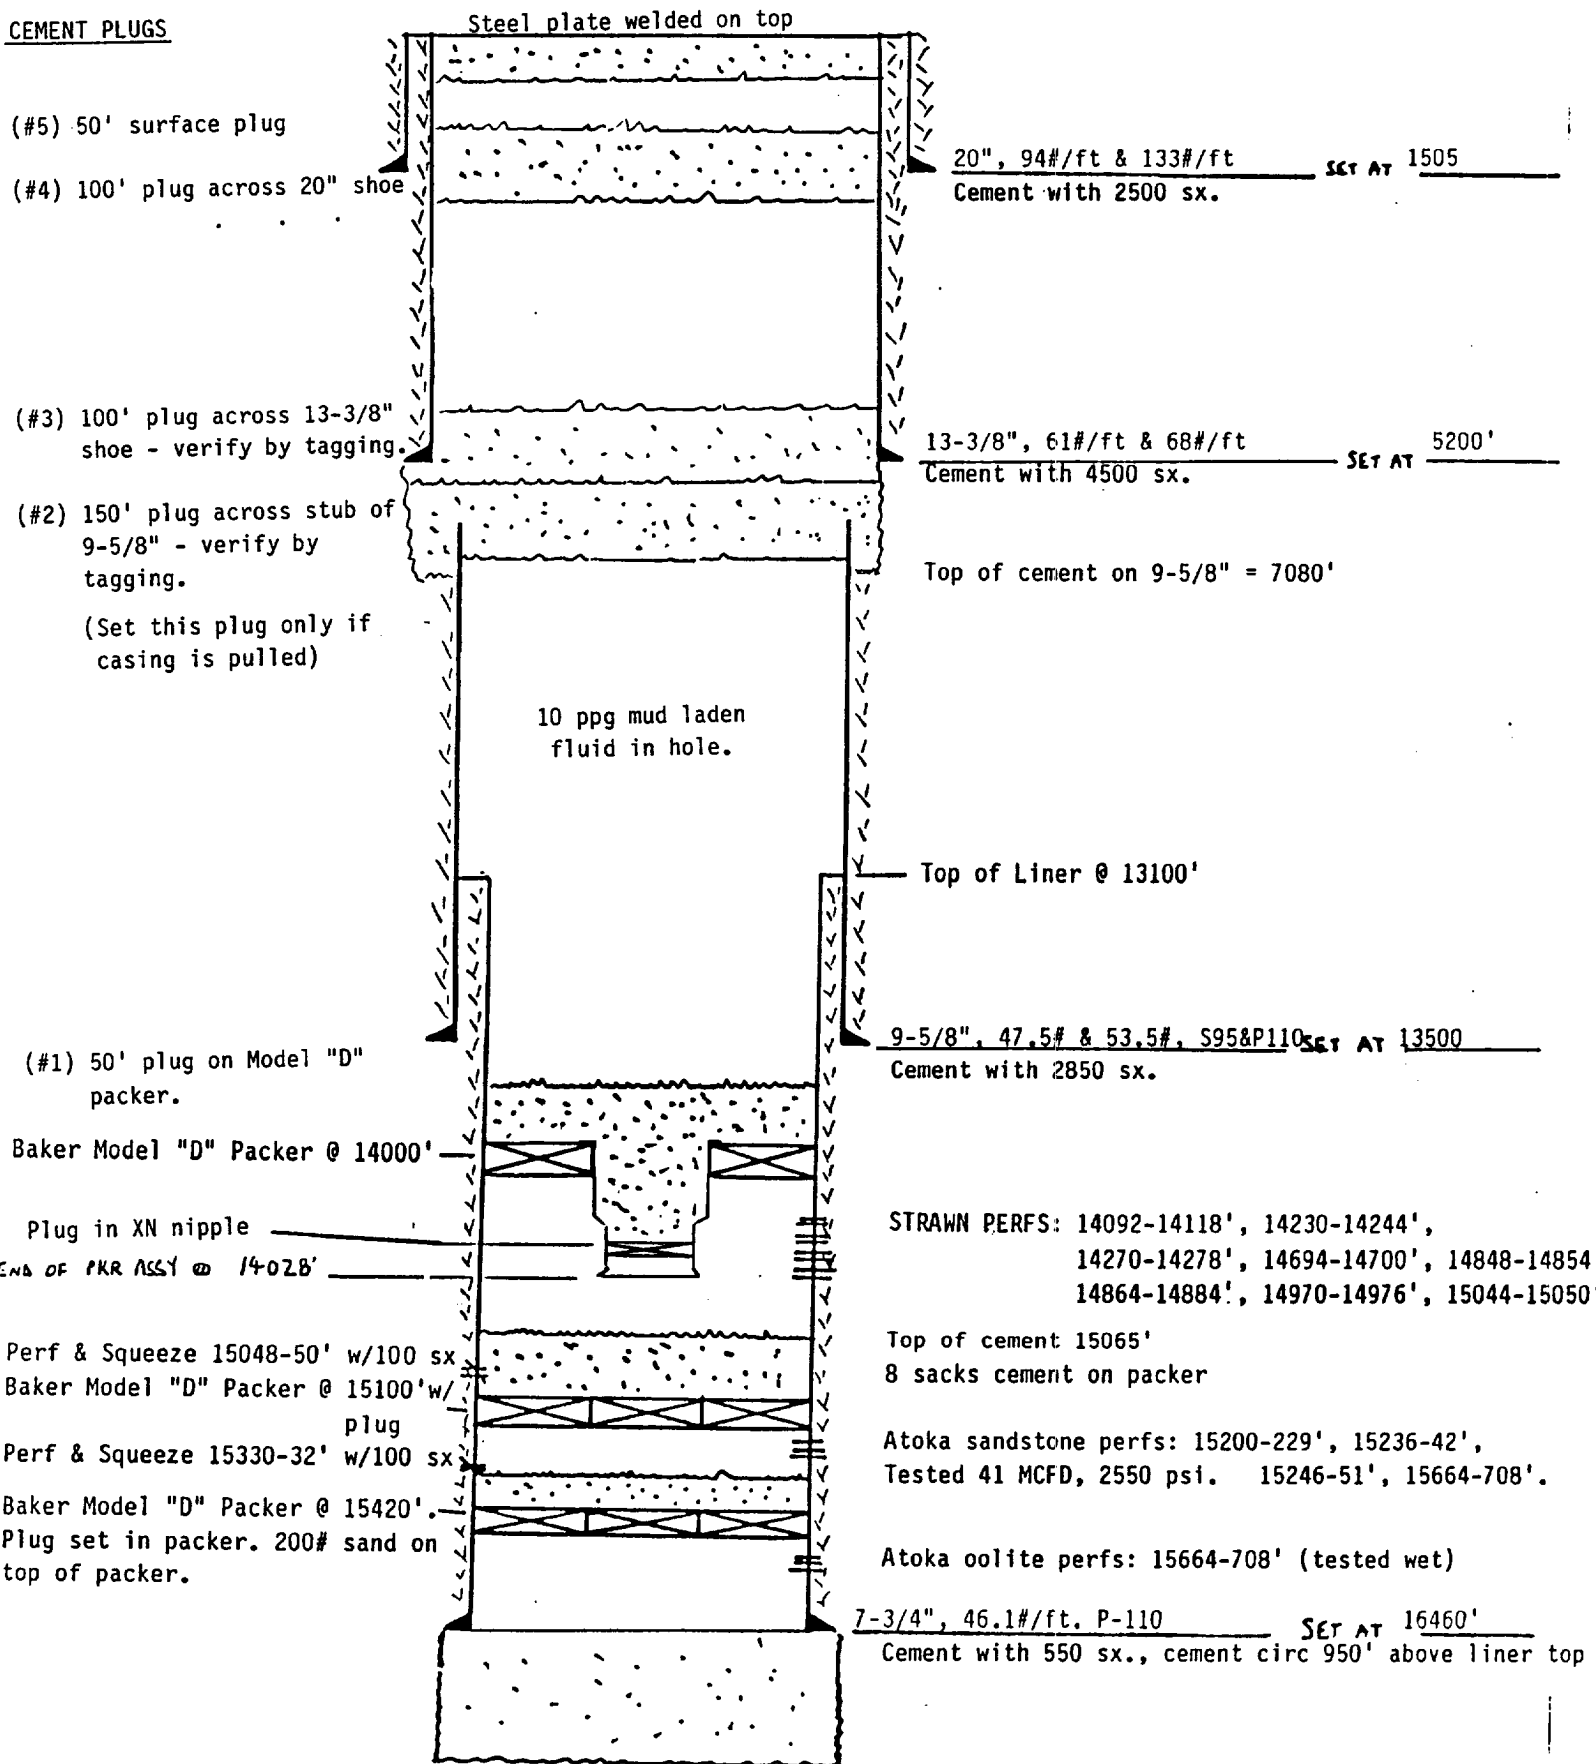 CEMENT PLUGS
Steel plate welded on top
(#5) 50' surface plug
(#4) 100' plug across 20" shoe
20", 94#/ft & 133#/ft SET AT 1505
Cement with 2500 sx.
(#3) 100' plug across 13-3/8"
shoe - verify by tagging.
13-3/8", 61#/ft & 68#/ft SET AT 5200'
Cement with 4500 sx.
(#2) 150' plug across stub of
9-5/8" - verify by
tagging.
(Set this plug only if
casing is pulled)
Top of cement on 9-5/8" = 7080'
10 ppg mud laden
fluid in hole.
Top of Liner @ 13100'
9-5/8", 47.5# & 53.5#, S95&P110 SET AT 13500
Cement with 2850 sx.
(#1) 50' plug on Model "D"
packer.
Baker Model "D" Packer @ 14000'
Plug in XN nipple
END OF PKR ASSY @ 14028'
STRAWN PERFS: 14092-14118', 14230-14244',
14270-14278', 14694-14700', 14848-14854
14864-14884', 14970-14976', 15044-15050'
Top of cement 15065'
8 sacks cement on packer
Perf & Squeeze 15048-50' w/100 sx
Baker Model "D" Packer @ 15100'w/
plug
Perf & Squeeze 15330-32' w/100 sx
Baker Model "D" Packer @ 15420'.
Plug set in packer. 200# sand on
top of packer.
Atoka sandstone perfs: 15200-229', 15236-42',
Tested 41 MCFD, 2550 psi. 15246-51', 15664-708'.
Atoka oolite perfs: 15664-708' (tested wet)
7-3/4", 46.1#/ft. P-110 SET AT 16460'
Cement with 550 sx., cement circ 950' above liner top